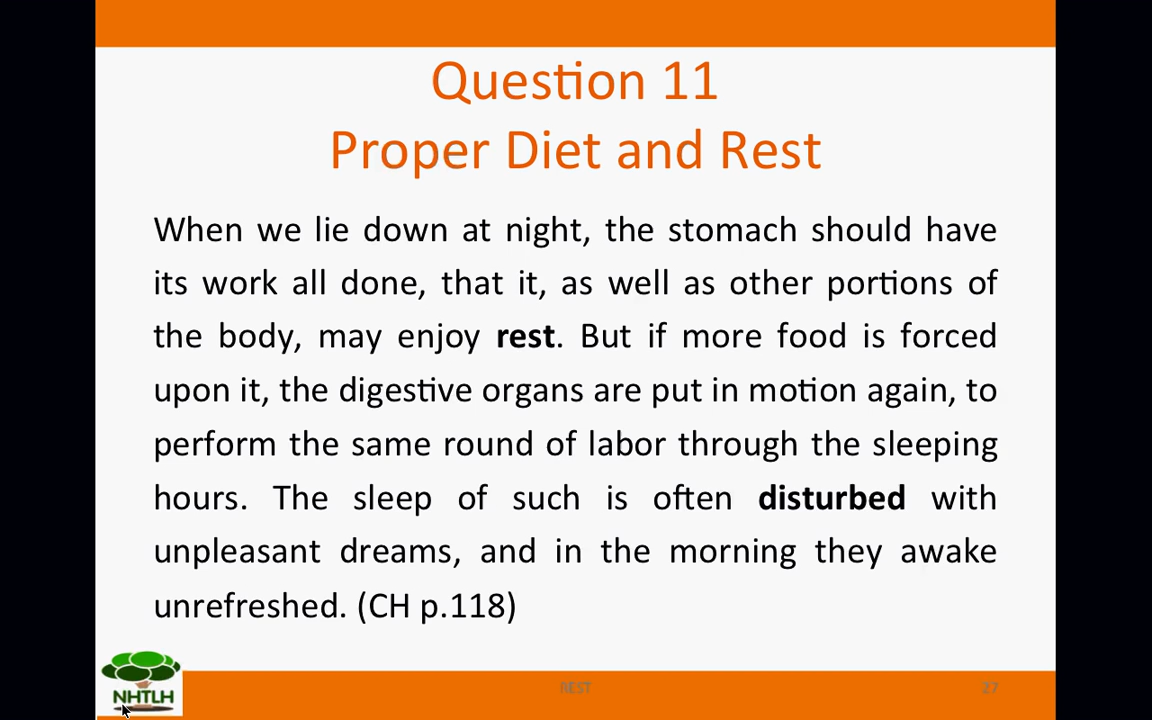 Question 11
Proper Diet and Rest
When we lie down at night, the stomach should have
its work all done, that it, as well as other portions of
the body, may enjoy rest. But if more food is forced
upon it, the digestive organs are put in motion again, to
perform the same round of labor through the sleeping
hours. The sleep of such is often disturbed with
unpleasant dreams, and in the morning they awake
unrefreshed. (CH p.118)
NHTLH
REST
27